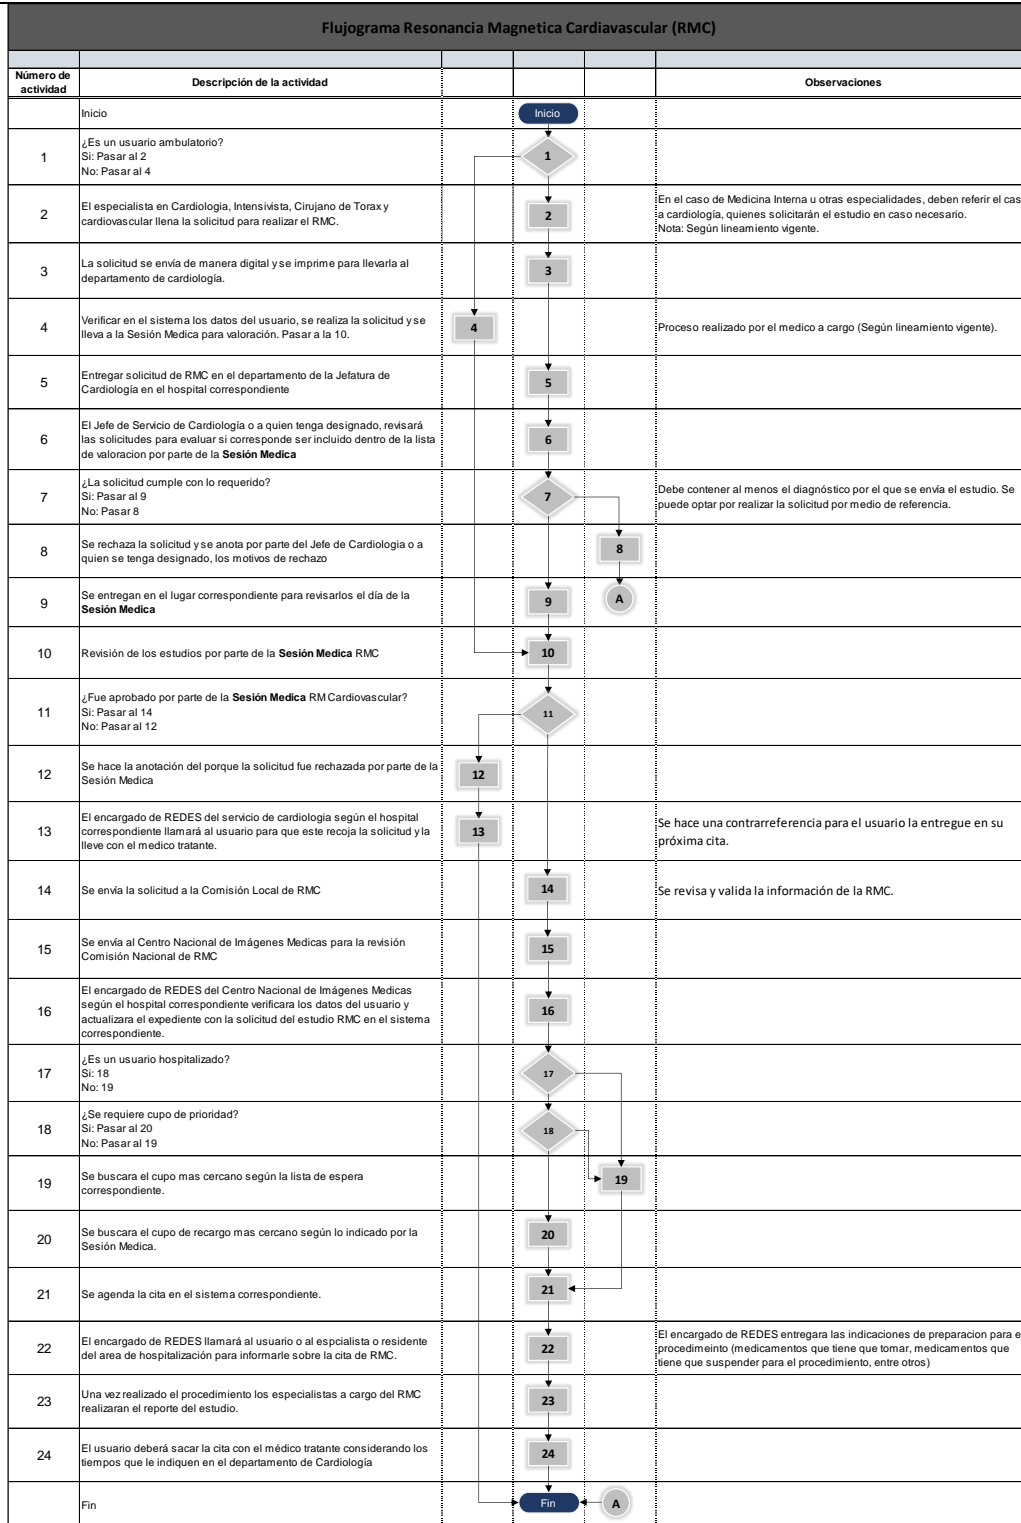 Flujograma Resonancia Magnetica Cardiavascular (RMC)
Número de
actividad
Descripción de la actividad
Observaciones
Inicio
Inicio
1
¿Es un usuario ambulatorio?
Si: Pasar al 2
No: Pasar al 4
1
2
El especialista en Cardiologia, Intensivista, Cirujano de Torax y
cardiovascular llena la solicitud para realizar el RMC.
2
En el caso de Medicina Interna u otras especialidades, deben referir el cas
a cardiología, quienes solicitarán el estudio en caso necesario.
Nota: Según lineamiento vigente.
3
La solicitud se envía de manera digital y se imprime para llevarla al
departamento de cardiología.
3
4
Verificar en el sistema los datos del usuario, se realiza la solicitud y se
lleva a la Sesión Medica para valoración. Pasar a la 10.
4
Proceso realizado por el medico a cargo (Según lineamiento vigente).
5
Entregar solicitud de RMC en el departamento de la Jefatura de
Cardiología en el hospital correspondiente
5
6
El Jefe de Servicio de Cardiología o a quien tenga designado, revisará
las solicitudes para evaluar si corresponde ser incluido dentro de la lista
de valoracion por parte de la Sesión Medica
6
7
¿La solicitud cumple con lo requerido?
Si: Pasar al 9
No: Pasar 8
7
Debe contener al menos el diagnóstico por el que se envía el estudio. Se
puede optar por realizar la solicitud por medio de referencia.
8
Se rechaza la solicitud y se anota por parte del Jefe de Cardiologia o a
quien se tenga designado, los motivos de rechazo
8
9
Se entregan en el lugar correspondiente para revisarlos el día de la
Sesión Medica
9
A
10
Revisión de los estudios por parte de la Sesión Medica RMC
10
11
¿Fue aprobado por parte de la Sesión Medica RM Cardiovascular?
Si: Pasar al 14
No: Pasar al 12
11
12
Se hace la anotación del porque la solicitud fue rechazada por parte de la
Sesión Medica
12
13
El encargado de REDES del servicio de cardiologia según el hospital
correspondiente llamará al usuario para que este recoja la solicitud y la
lleve con el medico tratante.
13
Se hace una contrarreferencia para el usuario la entregue en su
próxima cita.
14
Se envía la solicitud a la Comisión Local de RMC
14
Se revisa y valida la información de la RMC.
15
Se envía al Centro Nacional de Imágenes Medicas para la revisión
Comisión Nacional de RMC
15
16
El encargado de REDES del Centro Nacional de Imágenes Medicas
según el hospital correspondiente verificara los datos del usuario y
actualizara el expediente con la solicitud del estudio RMC en el sistema
correspondiente.
16
17
¿Es un usuario hospitalizado?
Si: 18
No: 19
17
18
¿Se requiere cupo de prioridad?
Si: Pasar al 20
No: Pasar al 19
18
19
Se buscara el cupo mas cercano según la lista de espera
correspondiente.
19
20
Se buscara el cupo de recargo mas cercano según lo indicado por la
Sesión Medica.
20
21
Se agenda la cita en el sistema correspondiente.
21
22
El encargado de REDES llamará al usuario o al espcialista o residente
del area de hospitalización para informarle sobre la cita de RMC.
22
El encargado de REDES entregara las indicaciones de preparacion para e
procedimeinto (medicamentos que tiene que tomar, medicamentos que
tiene que suspender para el procedimiento, entre otros)
23
Una vez realizado el procedimiento los especialistas a cargo del RMC
realizaran el reporte del estudio.
23
24
El usuario deberá sacar la cita con el médico tratante considerando los
tiempos que le indiquen en el departamento de Cardiología
24
Fin
Fin
A